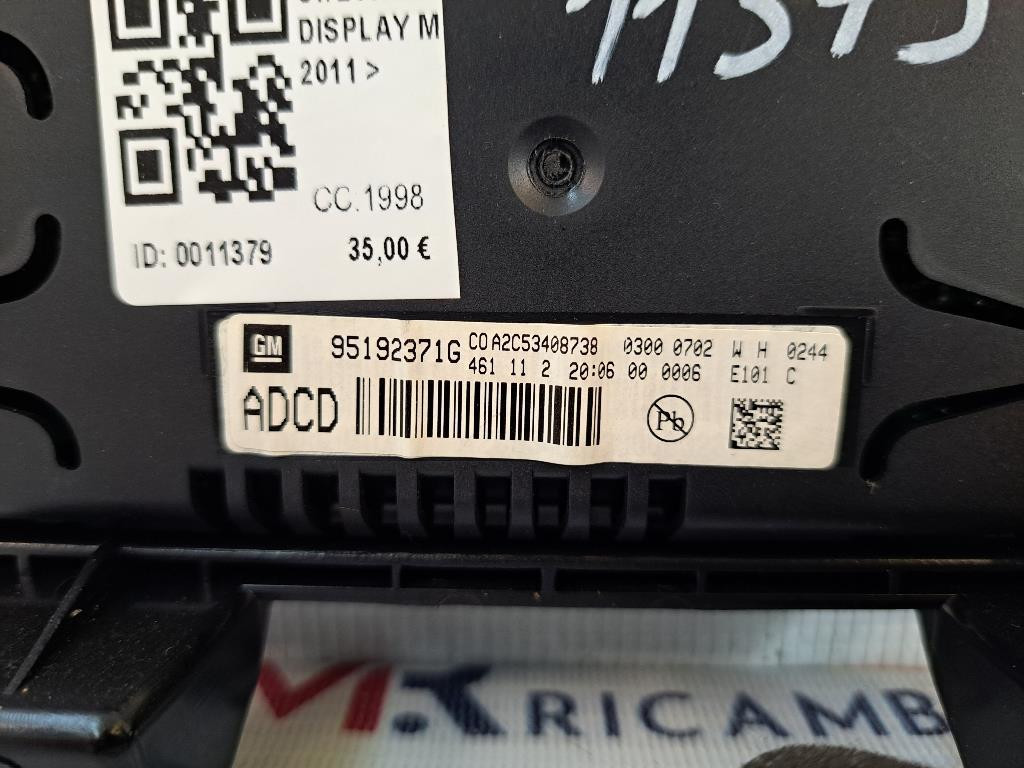 DISPLAY M
2011 >
CC.1998
ID: 0011379 35,00 €
GM 95192371G CO A2C53408738 0300 0702 W H 0244
461 11 2 20:06 00 0006 E101 C
ADCD
Pb
RICAMB